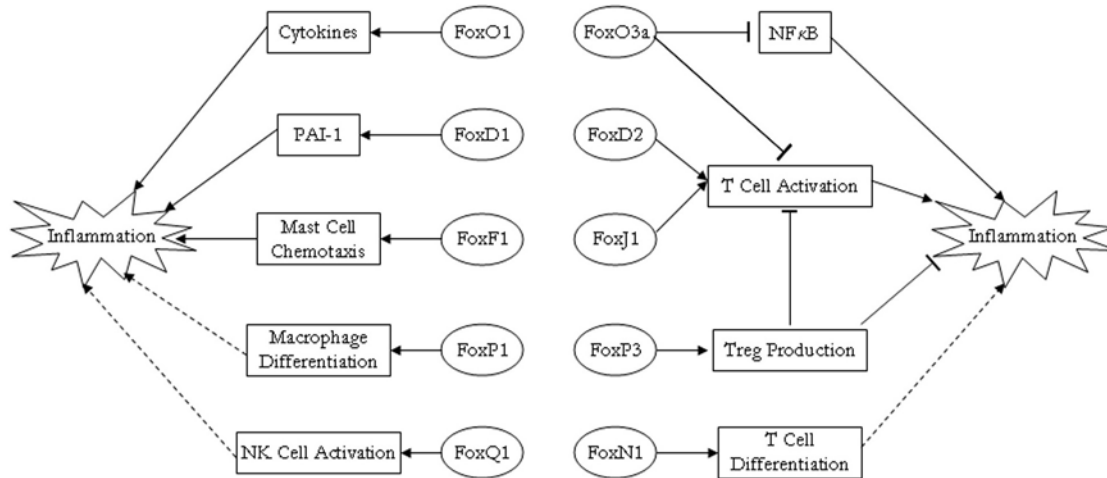 Cytokines
FoxO1
FoxO3a
NFκB
PAI-1
FoxD1
FoxD2
T Cell Activation
Inflammation
Mast Cell
Chemotaxis
FoxF1
FoxJ1
Inflammation
Macrophage
Differentiation
FoxP1
FoxP3
Treg Production
NK Cell Activation
FoxQ1
FoxN1
T Cell
Differentiation